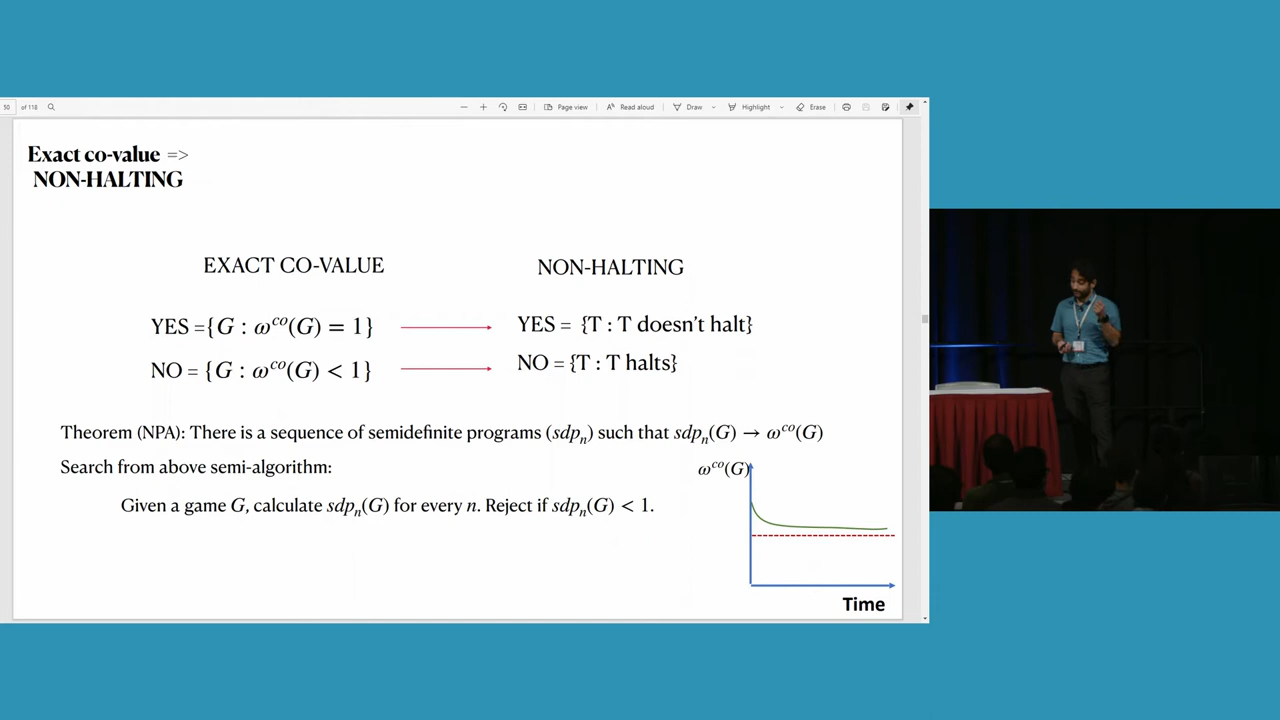 50 of 118 Page view Read aloud Draw Highlight Erase
Exact co-value =>
NON-HALTING
EXACT CO-VALUE NON-HALTING
YES ={G : ω^co(G) = 1} YES = {T : T doesn't halt}
NO = {G : ω^co(G) < 1} NO = {T : T halts}
Theorem (NPA): There is a sequence of semidefinite programs (sdp_n) such that sdp_n(G) → ω^co(G)
Search from above semi-algorithm:
ω^co(G)
Given a game G, calculate sdp_n(G) for every n. Reject if sdp_n(G) < 1.
Time